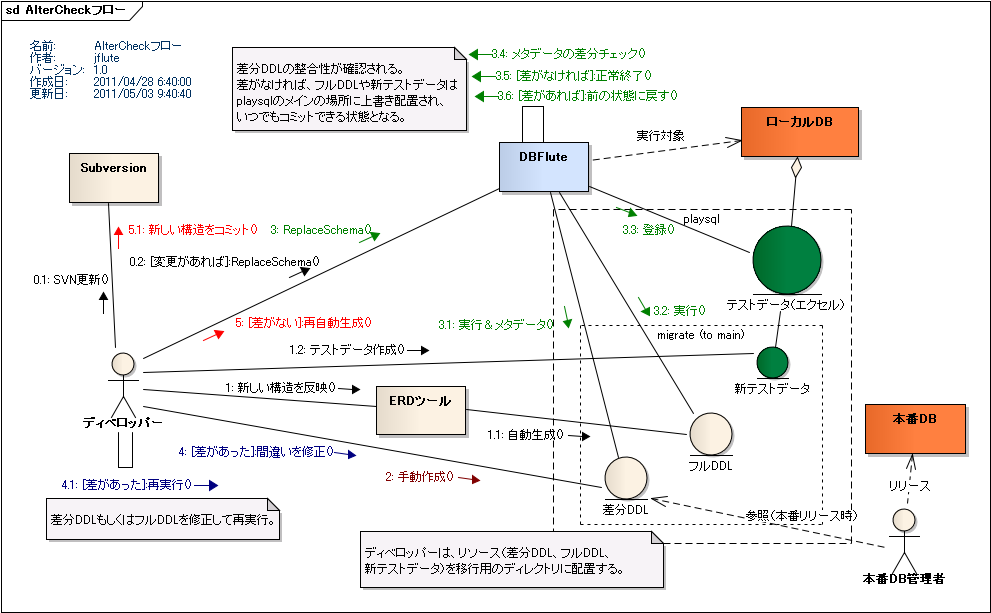 sd AlterCheckフロー
名前: AlterCheckフロー
作者: jflute
バージョン: 1.0
作成日: 2011/04/28 6:40:00
更新日: 2011/05/03 9:40:40
差分DDLの整合性が確認される。
差がなければ、フルDDLや新テストデータは
playsqlのメインの場所に上書き配置され、
いつでもコミットできる状態となる。
3.4: メタデータの差分チェック()
3.5: [差がなければ]:正常終了()
3.6: [差があれば]:前の状態に戻す()
ローカルDB
実行対象
DBFlute
Subversion
playsql
5.1: 新しい構造をコミット()
3: ReplaceSchema()
3.3: 登録()
0.2: [変更があれば]:ReplaceSchema()
0.1: SVN更新()
テストデータ(エクセル)
3.2: 実行()
5: [差がない]:再自動生成()
3.1: 実行＆メタデータ()
migrate (to main)
1.2: テストデータ作成()
新テストデータ
1: 新しい構造を反映()
ERDツール
本番DB
ディベロッパー
1.1: 自動生成()
4: [差があった]:間違いを修正()
フルDDL
2: 手動作成()
4.1: [差があった]:再実行()
リリース
差分DDL
参照(本番リリース時)
差分DDLもしくはフルDDLを修正して再実行。
ディベロッパーは、リソース(差分DDL、フルDDL、
新テストデータ)を移行用のディレクトリに配置する。
本番DB管理者